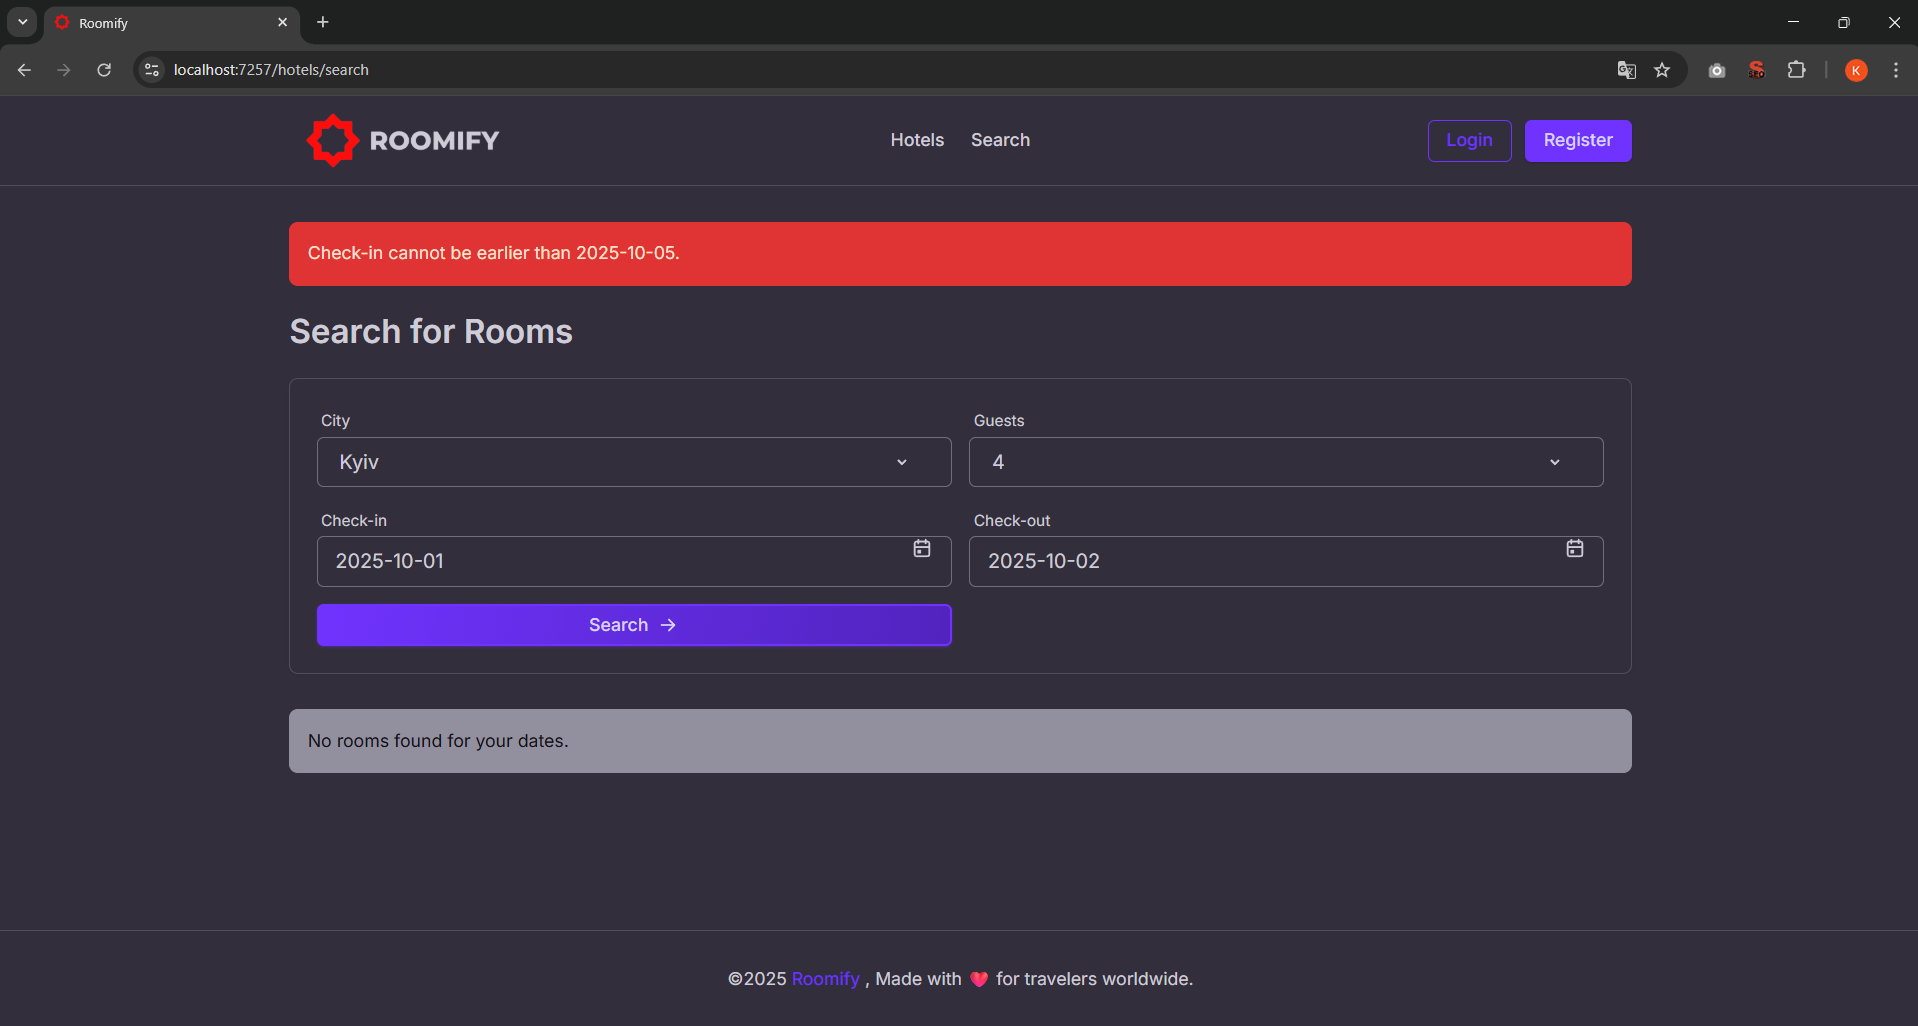 Roomify
localhost:7257/hotels/search
K
ROOMIFY
Hotels Search
Login Register
Check-in cannot be earlier than 2025-10-05.
Search for Rooms
City
Guests
Kyiv
4
Check-in
Check-out
2025-10-01
2025-10-02
Search →
No rooms found for your dates.
©2025 Roomify , Made with ❤️ for travelers worldwide.